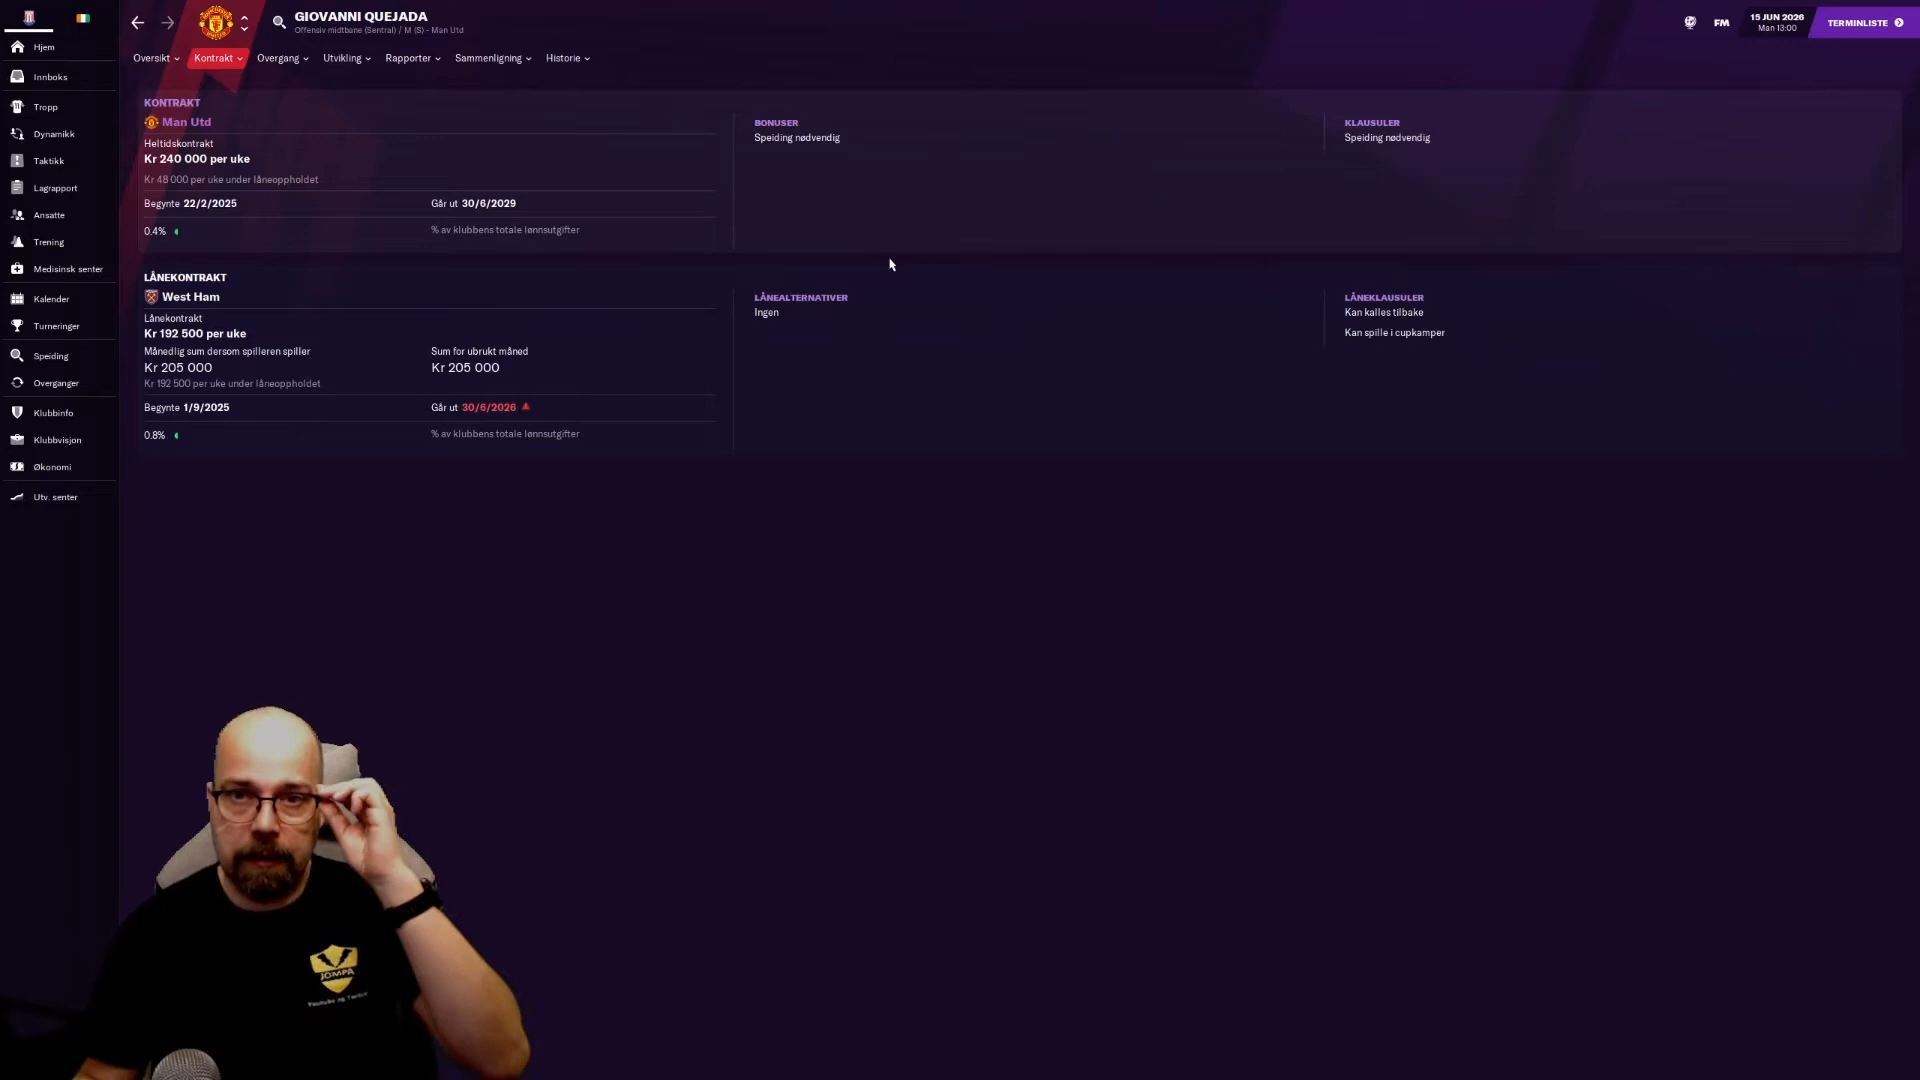 GIOVANNI QUEJADA
Offensiv midtbane (Sentral) / M (S) - Man Utd
FM
15 JUN 2026
Man 13:00
TERMINLISTE
Oversikt
Kontrakt
Overgang
Utvikling
Rapporter
Sammenligning
Historie
Hjem
Innboks
Tropp
Dynamikk
Taktikk
Lagrapport
Ansatte
Trening
Medisinsk senter
Kalender
Turneringer
Speiding
Overganger
Klubbinfo
Klubbvisjon
Økonomi
Utv. senter
KONTRAKT
Man Utd
Heltidskontrakt
Kr 240 000 per uke
Kr 48 000 per uke under låneoppholdet
Begynte 22/2/2025
Går ut 30/6/2029
0.4%
% av klubbens totale lønnsutgifter
BONUSER
Speiding nødvendig
KLAUSULER
Speiding nødvendig
LÅNEKONTRAKT
West Ham
Lånekontrakt
Kr 192 500 per uke
Månedlig sum dersom spilleren spiller
Sum for ubrukt måned
Kr 205 000
Kr 205 000
Kr 192 500 per uke under låneoppholdet
Begynte 1/9/2025
Går ut 30/6/2026
0.8%
% av klubbens totale lønnsutgifter
LÅNEALTERNATIVER
Ingen
LÅNEKLAUSULER
Kan kalles tilbake
Kan spille i cupkamper
JOMPA
Youtube og Twitch